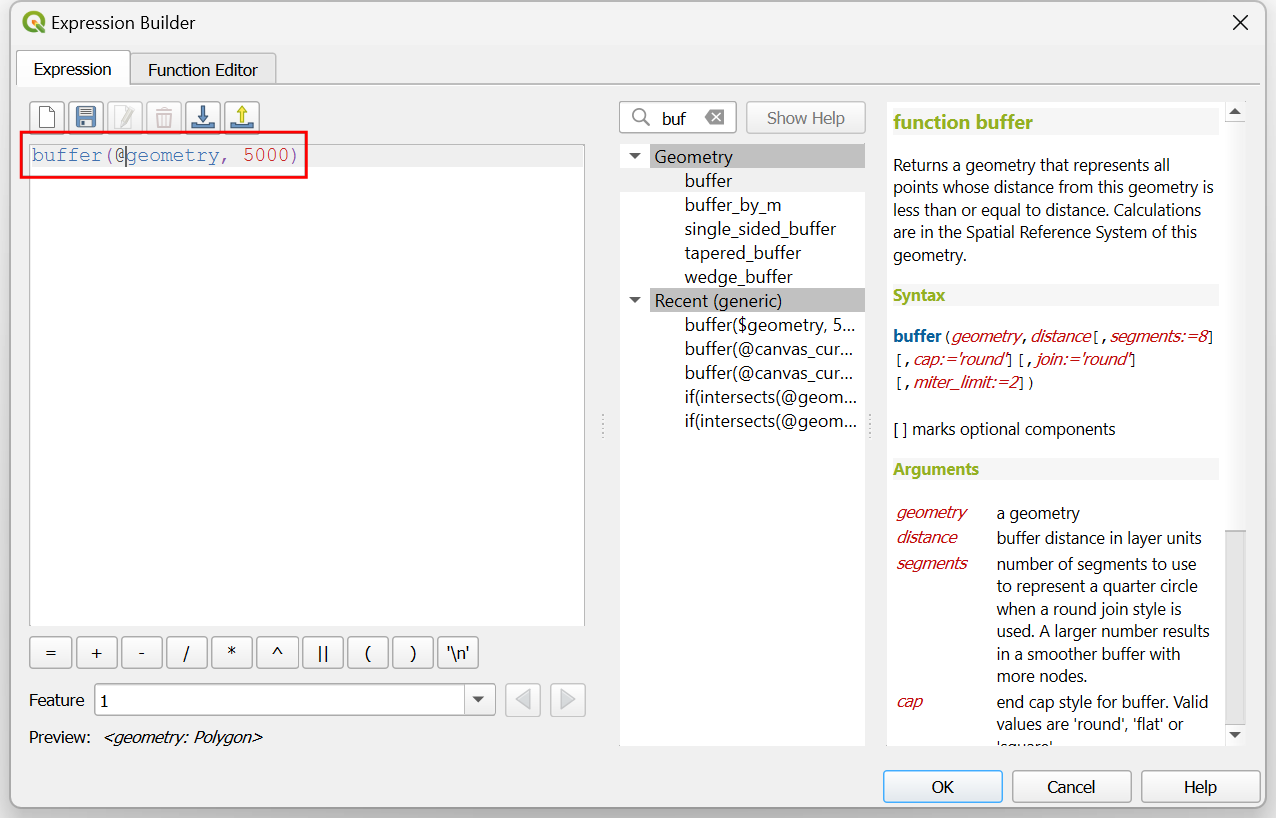 Expression Builder
Expression
Function Editor
buffer(@geometry, 5000)
= + - / * ^ || ( ) '\n'
Feature 1
Preview: <geometry: Polygon>
buf
Show Help
Geometry
buffer
buffer_by_m
single_sided_buffer
tapered_buffer
wedge_buffer
Recent (generic)
buffer($geometry, 5...
buffer(@canvas_cur...
buffer(@canvas_cur...
if(intersects(@geom...
if(intersects(@geom...
function buffer
Returns a geometry that represents all
points whose distance from this geometry is
less than or equal to distance. Calculations
are in the Spatial Reference System of this
geometry.
Syntax
buffer(geometry,distance[,segments:=8]
[,cap:='round'][,join:='round']
[,miter_limit:=2])
[ ] marks optional components
Arguments
geometry a geometry
distance buffer distance in layer units
segments number of segments to use
to represent a quarter circle
when a round join style is
used. A larger number results
in a smoother buffer with
more nodes.
cap end cap style for buffer. Valid
values are 'round', 'flat' or
'square'
OK
Cancel
Help